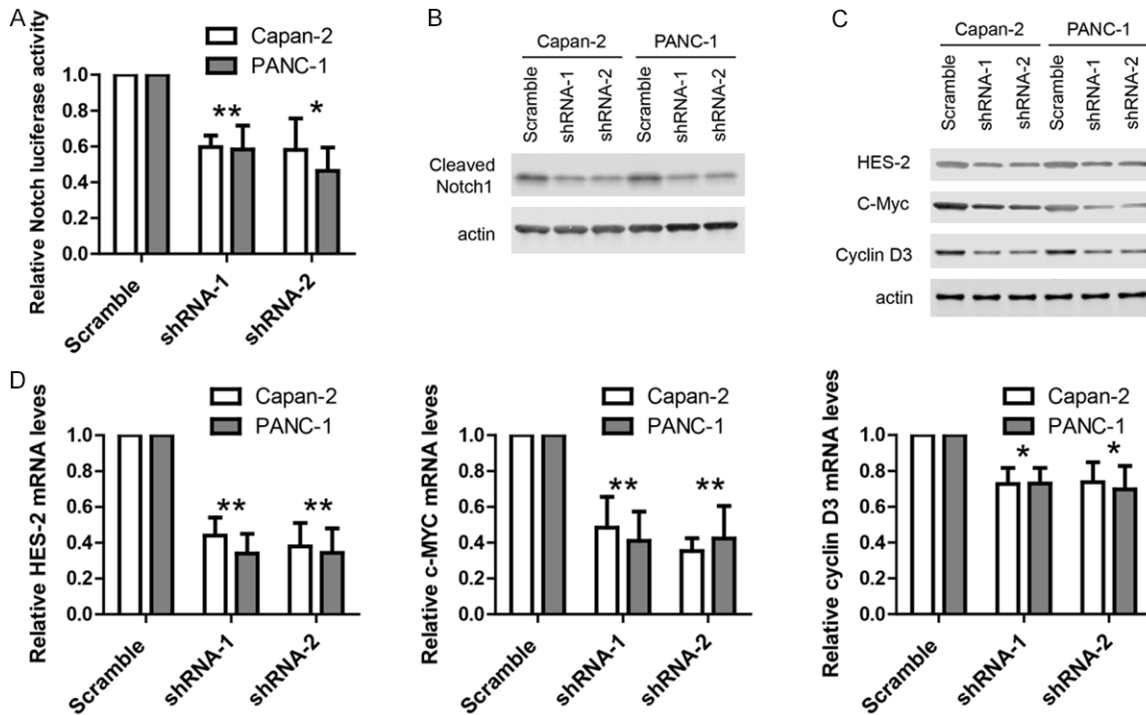 A
Relative Notch luciferase activity
Capan-2
PANC-1
1.0
0.8
0.6
0.4
0.2
0.0
**
*
Scramble
shRNA-1
shRNA-2
B
Capan-2 PANC-1
Scramble shRNA-1 shRNA-2 Scramble shRNA-1 shRNA-2
Cleaved
Notch1
actin
C
Capan-2 PANC-1
Scramble shRNA-1 shRNA-2 Scramble shRNA-1 shRNA-2
HES-2
C-Myc
Cyclin D3
actin
D
Relative HES-2 mRNA leves
Capan-2
PANC-1
1.0
0.8
0.6
0.4
0.2
0.0
**
**
Scramble
shRNA-1
shRNA-2
Relative c-MYC mRNA levels
Capan-2
PANC-1
1.0
0.8
0.6
0.4
0.2
0.0
**
**
Scramble
shRNA-1
shRNA-2
Relative cyclin D3 mRNA leves
Capan-2
PANC-1
1.0
0.8
0.6
0.4
0.2
0.0
*
*
Scramble
shRNA-1
shRNA-2